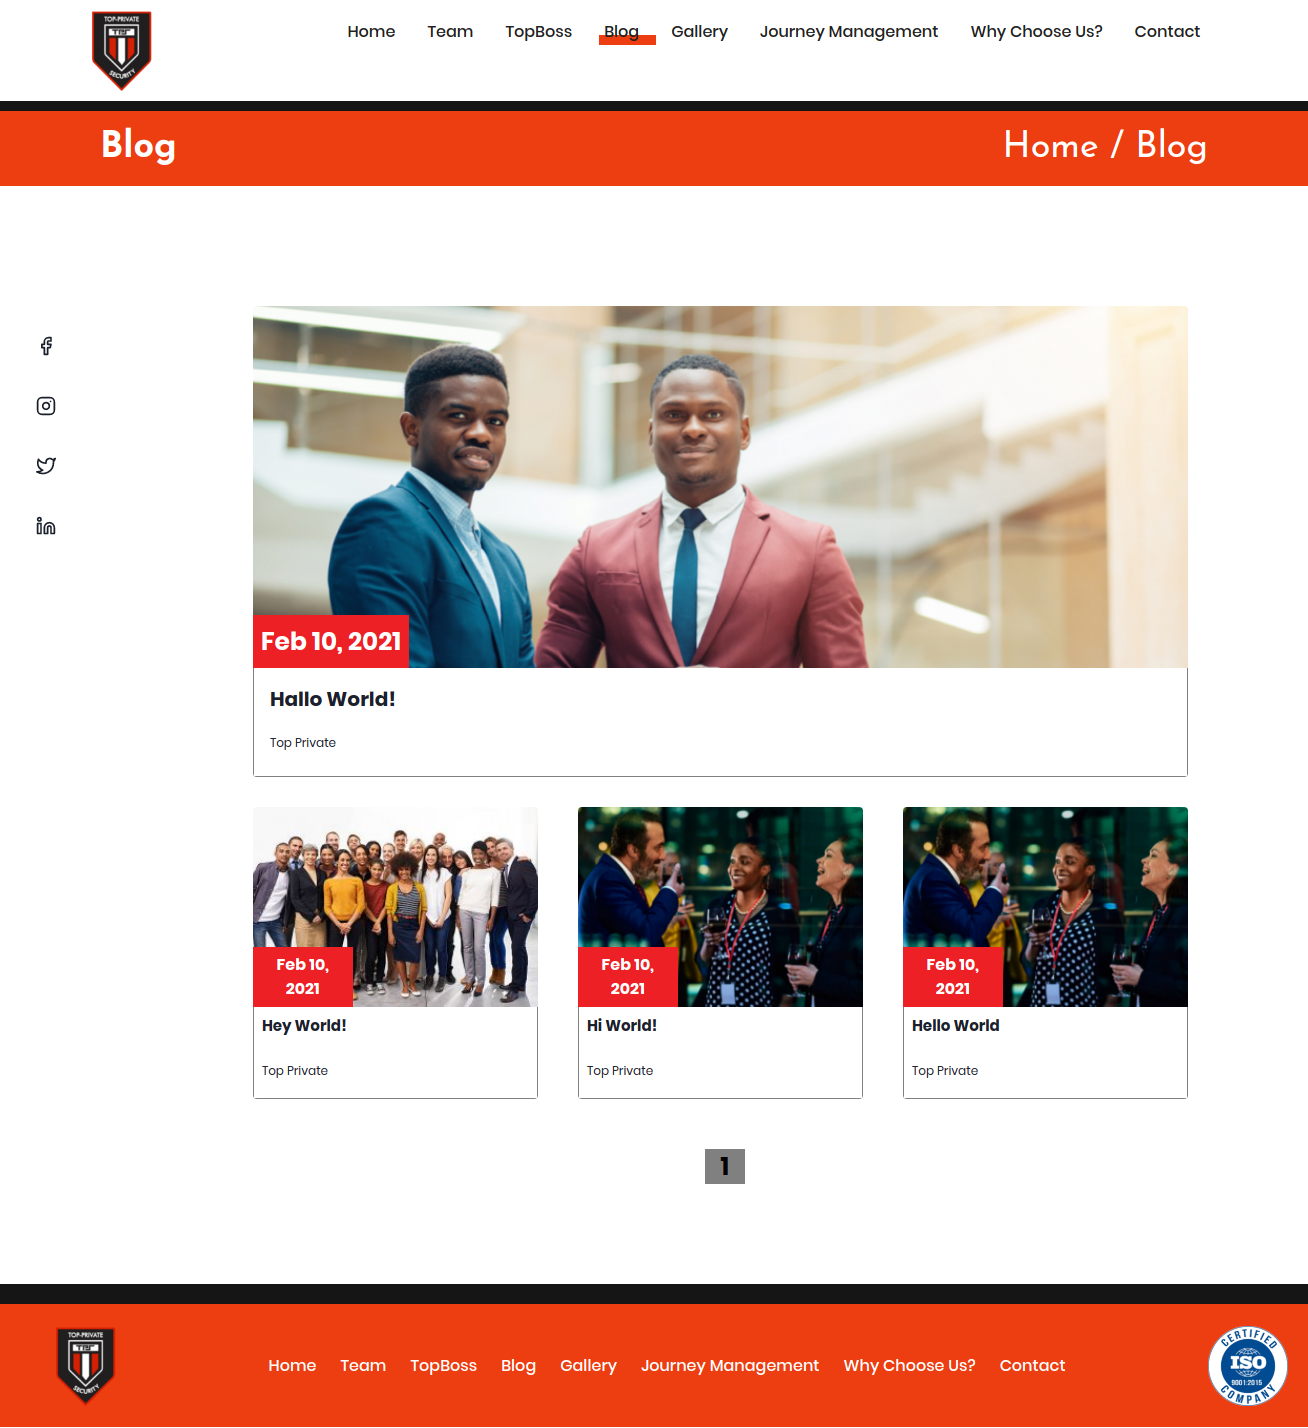 TOP-PRIVATE
TPS
SECURITY
Home Team TopBoss Blog Gallery Journey Management Why Choose Us? Contact
Blog
Home / Blog
Feb 10, 2021
Hallo World!
Top Private
Feb 10,
2021
Hey World!
Top Private
Feb 10,
2021
Hi World!
Top Private
Feb 10,
2021
Hello World
Top Private
1
TOP-PRIVATE
TPS
SECURITY
Home Team TopBoss Blog Gallery Journey Management Why Choose Us? Contact
CERTIFIED
ISO
9001:2015
COMPANY